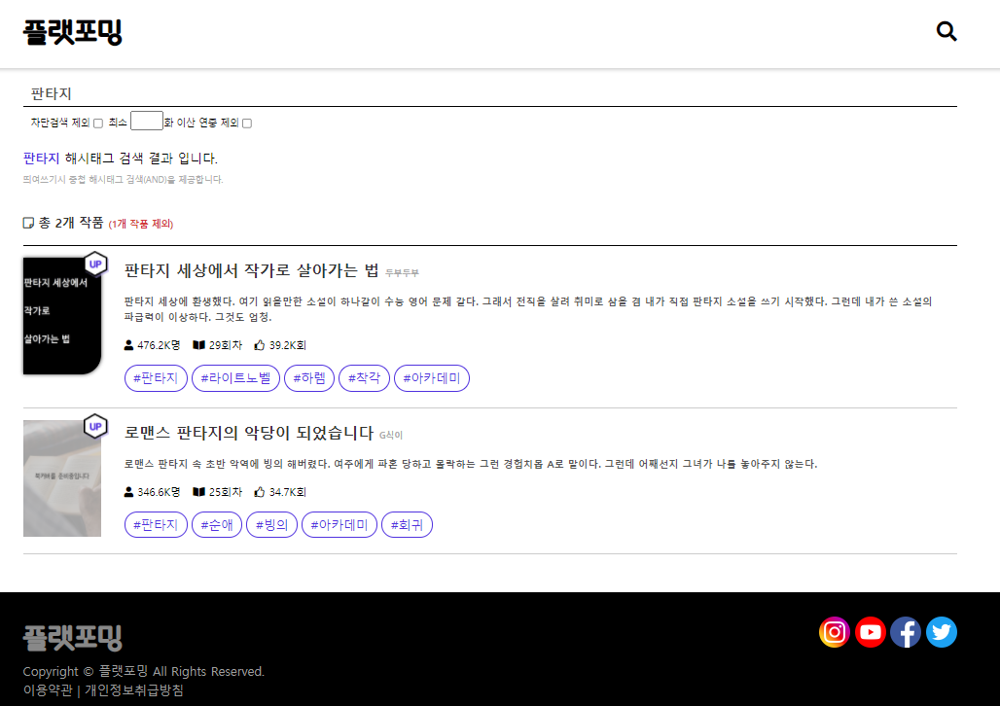 플랫포밍
판타지
차단검색 제외 최소 화 이상 연중 제외
판타지 해시태그 검색 결과 입니다.
띄여쓰기시 중첩 해시태그 검색(AND)을 제공합니다.
총 2개 작품 (1개 작품 제외)
UP
판타지 세상에서
작가로
살아가는 법
판타지 세상에서 작가로 살아가는 법 두부두부
판타지 세상에 환생했다. 여기 읽을만한 소설이 하나같이 수능 영어 문제 같다. 그래서 전직을 살려 취미로 삼을 겸 내가 직접 판타지 소설을 쓰기 시작했다. 그런데 내가 쓴 소설의
파급력이 이상하다. 그것도 엄청.
476.2K명 29회차 39.2K회
#판타지 #라이트노벨 #하렘 #착각 #아카데미
UP
북커버를 준비중입니다
로맨스 판타지의 악당이 되었습니다 G식이
로맨스 판타지 속 초반 악역에 빙의 해버렸다. 여주에게 파혼 당하고 몰락하는 그런 경험치몹 A로 말이다. 그런데 어째선지 그녀가 나를 놓아주지 않는다.
346.6K명 25회차 34.7K회
#판타지 #순애 #빙의 #아카데미 #회귀
플랫포밍
Copyright © 플랫포밍 All Rights Reserved.
이용약관 | 개인정보취급방침